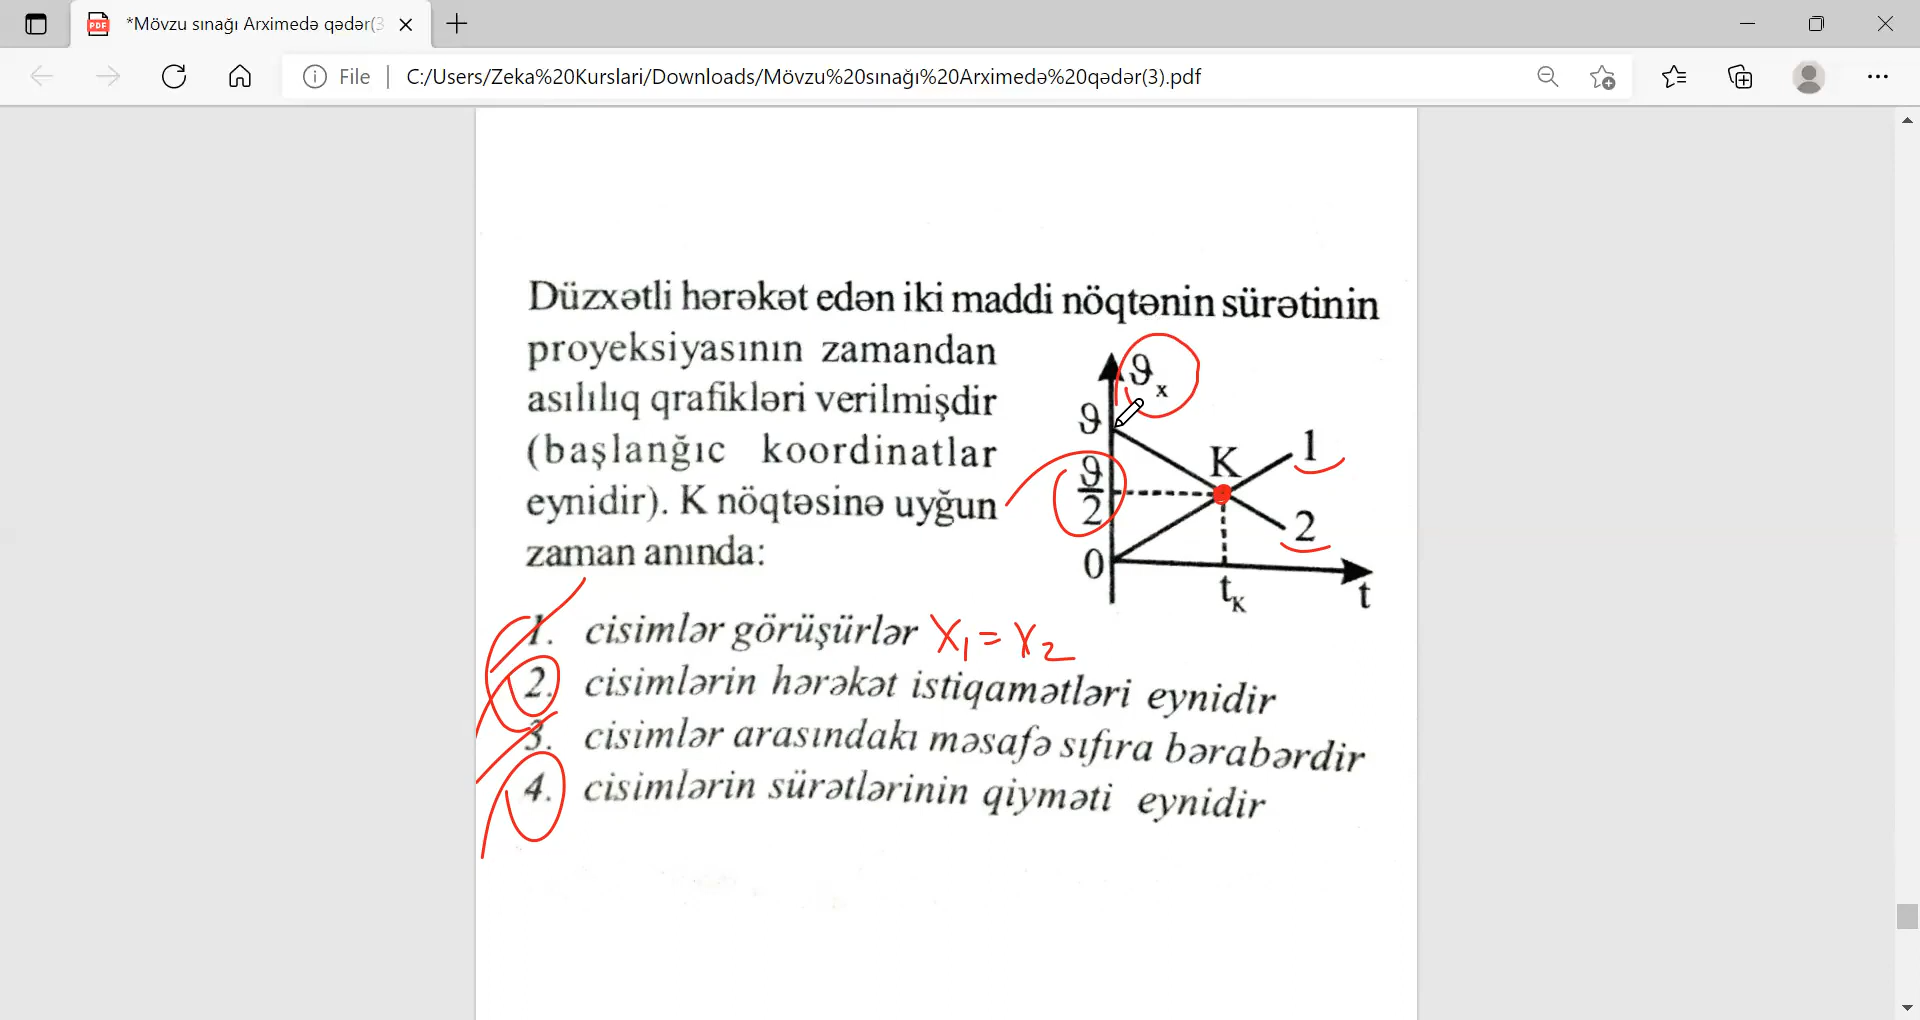 *Mövzu sınağı Arximedə qədər(3
File
C:/Users/Zeka%20Kurslari/Downloads/Mövzu%20sınağı%20Arximedə%20qədər(3).pdf
Düzxətli hərəkət edən iki maddi nöqtənin sürətinin
proyeksiyasının zamandan
asılılıq qrafikləri verilmişdir
(başlanğıc koordinatlar
eynidir). K nöqtəsinə uyğun
zaman anında:
ϑx
ϑ
ϑ/2
0
K
1
2
tK
t
1. cisimlər görüşürlər x1 = x2
2. cisimlərin hərəkət istiqamətləri eynidir
3. cisimlər arasındakı məsafə sıfıra bərabərdir
4. cisimlərin sürətlərinin qiyməti eynidir